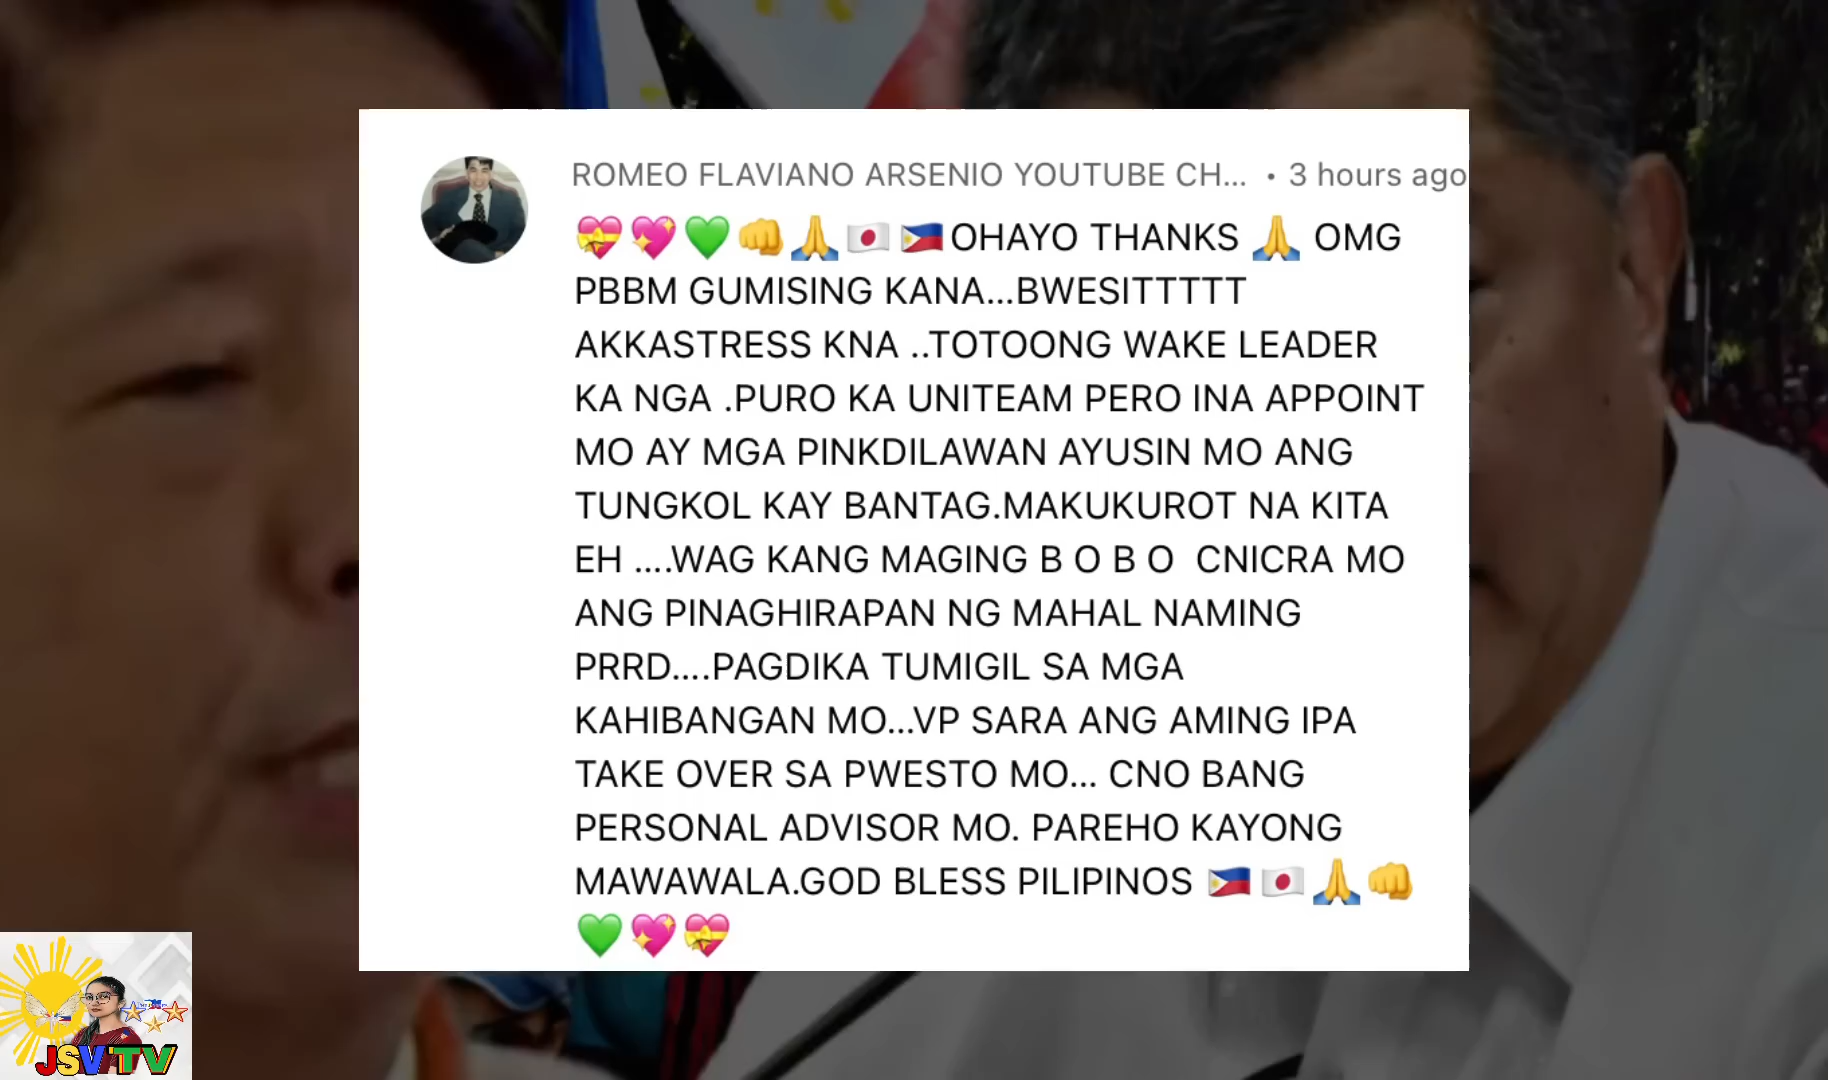 ROMEO FLAVIANO ARSENIO YOUTUBE CH... • 3 hours ago
💝💖💚👊🙏🇯🇵🇵🇭OHAYO THANKS 🙏 OMG
PBBM GUMISING KANA...BWESITTTTT
AKKASTRESS KNA ..TOTOONG WAKE LEADER
KA NGA .PURO KA UNITEAM PERO INA APPOINT
MO AY MGA PINKDILAWAN AYUSIN MO ANG
TUNGKOL KAY BANTAG.MAKUKUROT NA KITA
EH ....WAG KANG MAGING B O B O  CNICRA MO
ANG PINAGHIRAPAN NG MAHAL NAMING
PRRD....PAGDIKA TUMIGIL SA MGA
KAHIBANGAN MO...VP SARA ANG AMING IPA
TAKE OVER SA PWESTO MO... CNO BANG
PERSONAL ADVISOR MO. PAREHO KAYONG
MAWAWALA.GOD BLESS PILIPINOS 🇵🇭🇯🇵🙏👊
💚💖💝
JSV TV